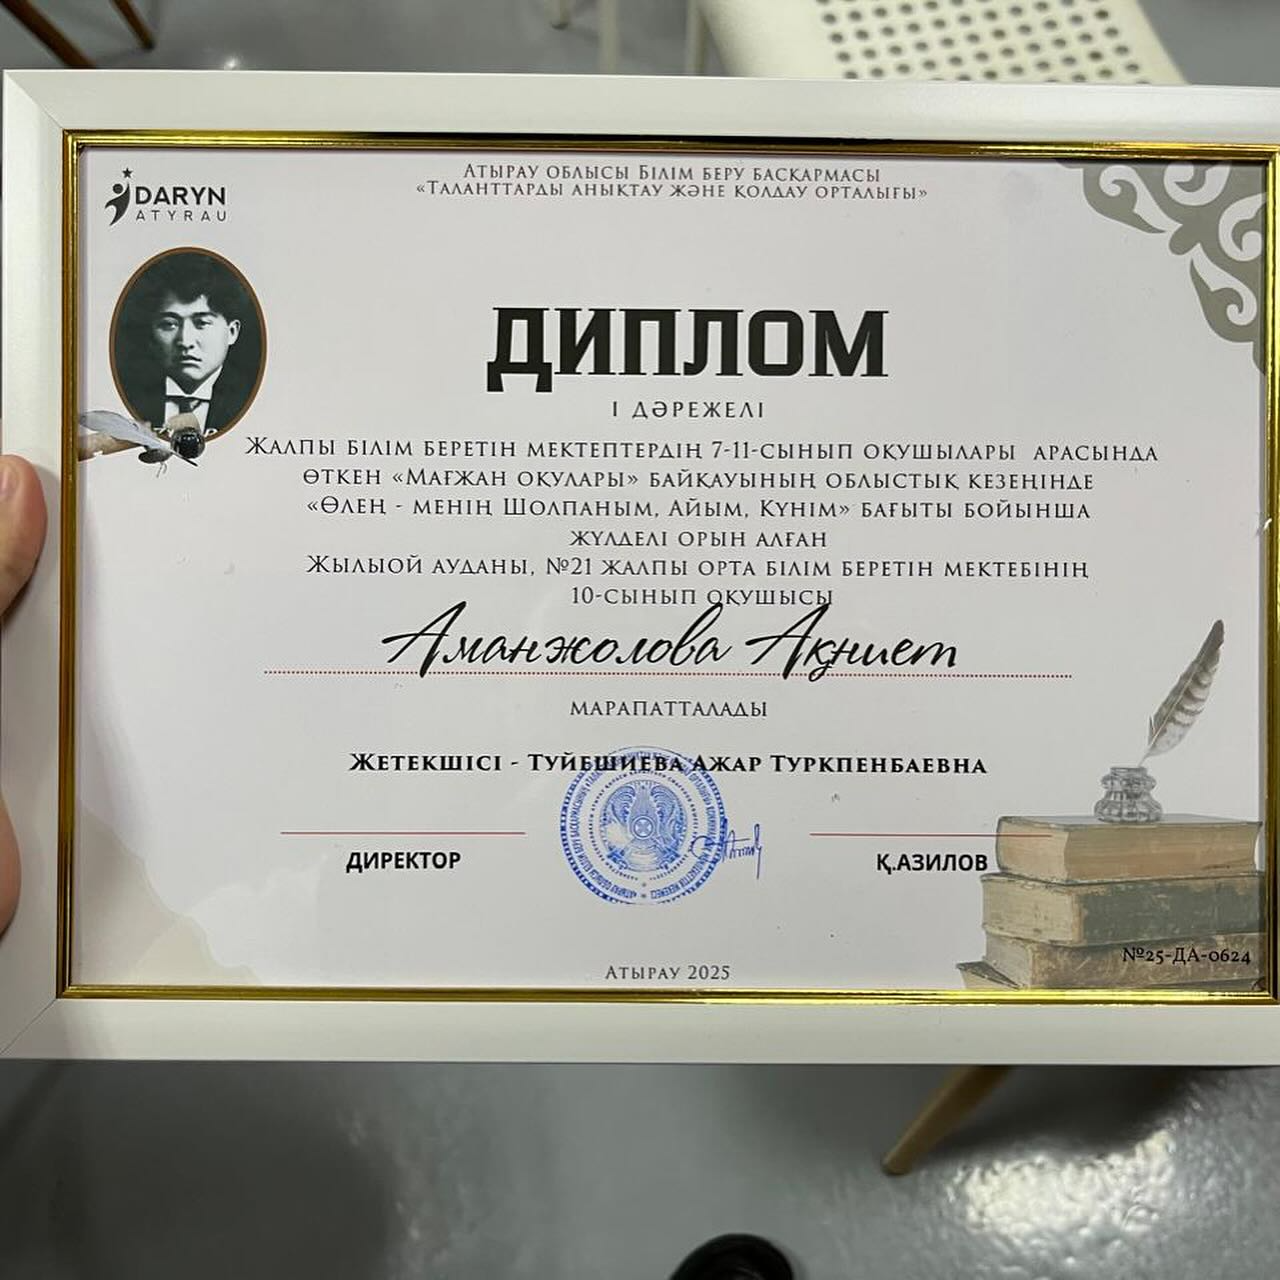 DARYN
ATYRAU
Атырау облысы Білім беру басқармасы
«Таланттарды анықтау және қолдау орталығы»
ДИПЛОМ
І ДӘРЕЖЕЛІ
Жалпы білім беретін мектептердің 7-11-сынып оқушылары арасында
өткен «Мағжан оқулары» байқауының облыстық кезеңінде
«Өлең - менің Шолпаным, Айым, Күнім» бағыты бойынша
жүлделі орын алған
Жылыой ауданы, №21 жалпы орта білім беретін мектебінің
10-сынып оқушысы
Аманжолова Ақниет
марапатталады
Жетекшісі - Туйешиева Ажар Туркпенбаевна
ДИРЕКТОР
Қ.АЗИЛОВ
№25-ДА-0624
Атырау 2025